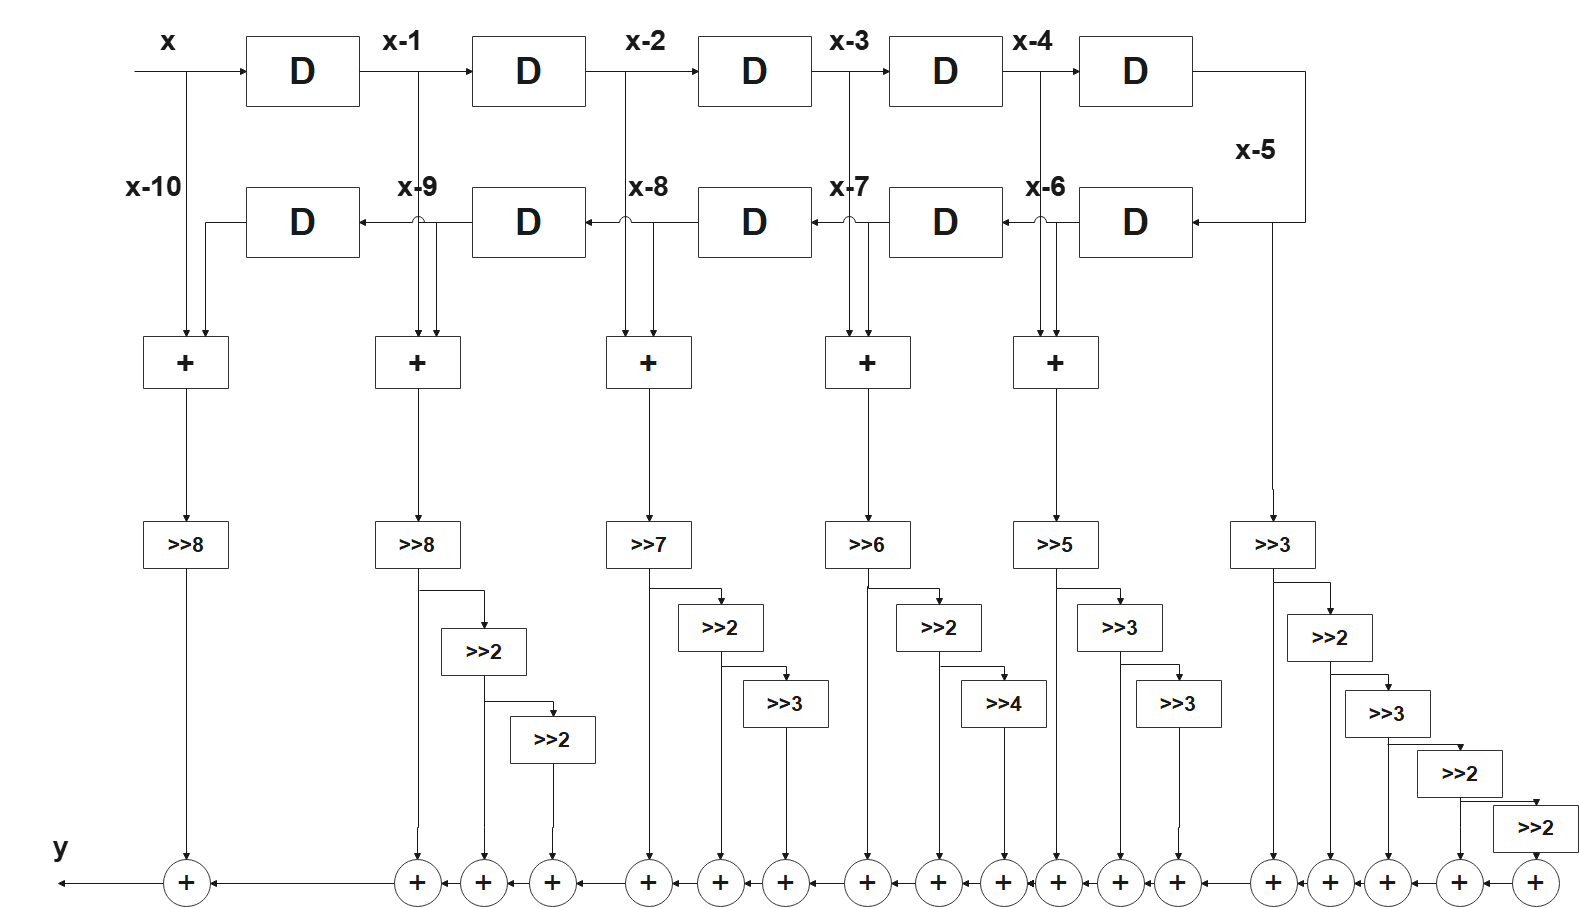 x x-1 x-2 x-3 x-4
D D D D D
x-5
x-10 x-9 x-8 x-7 x-6
D D D D D
+ + + + +
>>8 >>8 >>7 >>6 >>5 >>3
>>2 >>2 >>3 >>2
>>2
>>3 >>4 >>3 >>3
>>2
>>2
>>2
y
+ + + + + + + + + + + + + + + + + +